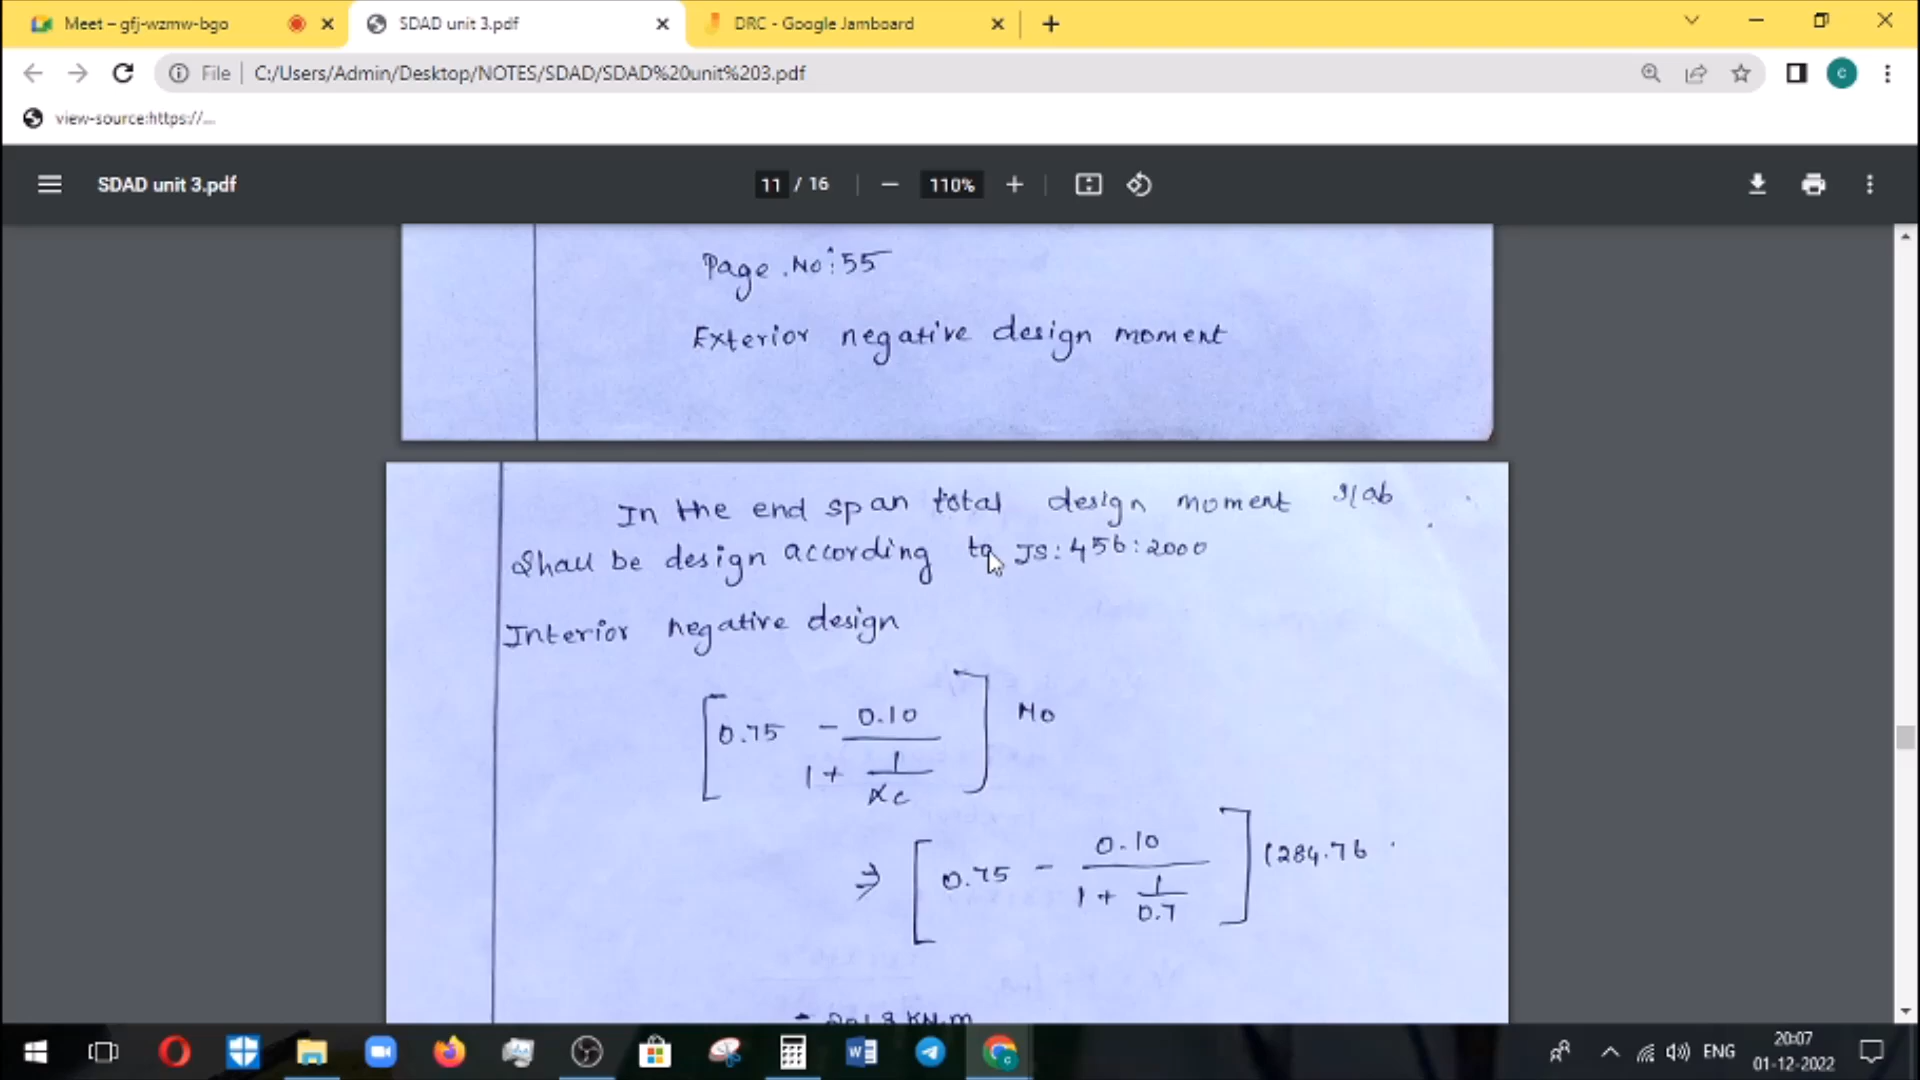 Meet – gfj-wzmw-bgo
SDAD unit 3.pdf
DRC - Google Jamboard
File
C:/Users/Admin/Desktop/NOTES/SDAD/SDAD%20unit%203.pdf
c
view-source:https://...
SDAD unit 3.pdf
11 / 16
110%
Page .No:55
Exterior negative design moment
In the end span total design moment slab
Shall be design according to IS:456:2000
Interior negative design
[0.75 - 0.10 / 1 + 1/αc] Mo
⇒ [0.75 - 0.10 / 1 + 1/0.7] (284.76
ENG
20:07
01-12-2022